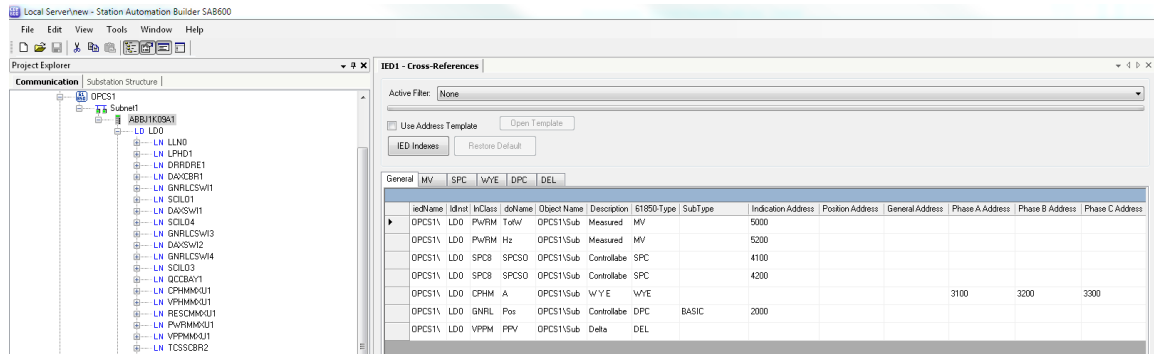 Local Server\new - Station Automation Builder SAB600
File Edit View Tools Window Help
Project Explorer
Communication Substation Structure
OPCS1
Subnet1
ABBJ1K09A1
LD LD0
LN LLN0
LN LPHD1
LN DRRDRE1
LN DAXCBR1
LN GNRLCSWI1
LN SCILO1
LN DAXSWI1
LN SCILO4
LN GNRLCSWI3
LN DAXSWI2
LN GNRLCSWI4
LN SCILO3
LN QCCBAY1
LN CPHMMXU1
LN VPHMMXU1
LN RESCMMXU1
LN PWRMMXU1
LN VPPMMXU1
LN TCSSCBR2
IED1 - Cross-References
Active Filter: None
Use Address Template Open Template
IED Indexes Restore Default
General MV SPC WYE DPC DEL
iedName ldInst lnClass doName Object Name Description 61850-Type SubType Indication Address Position Address General Address Phase A Address Phase B Address Phase C Address
OPCS1\ LD0 PWRM TotW OPCS1\Sub Measured MV 5000
OPCS1\ LD0 PWRM Hz OPCS1\Sub Measured MV 5200
OPCS1\ LD0 SPC8 SPCSO OPCS1\Sub Controllabe SPC 4100
OPCS1\ LD0 SPC8 SPCSO OPCS1\Sub Controllabe SPC 4200
OPCS1\ LD0 CPHM A OPCS1\Sub W Y E WYE 3100 3200 3300
OPCS1\ LD0 GNRL Pos OPCS1\Sub Controllabe DPC BASIC 2000
OPCS1\ LD0 VPPM PPV OPCS1\Sub Delta DEL